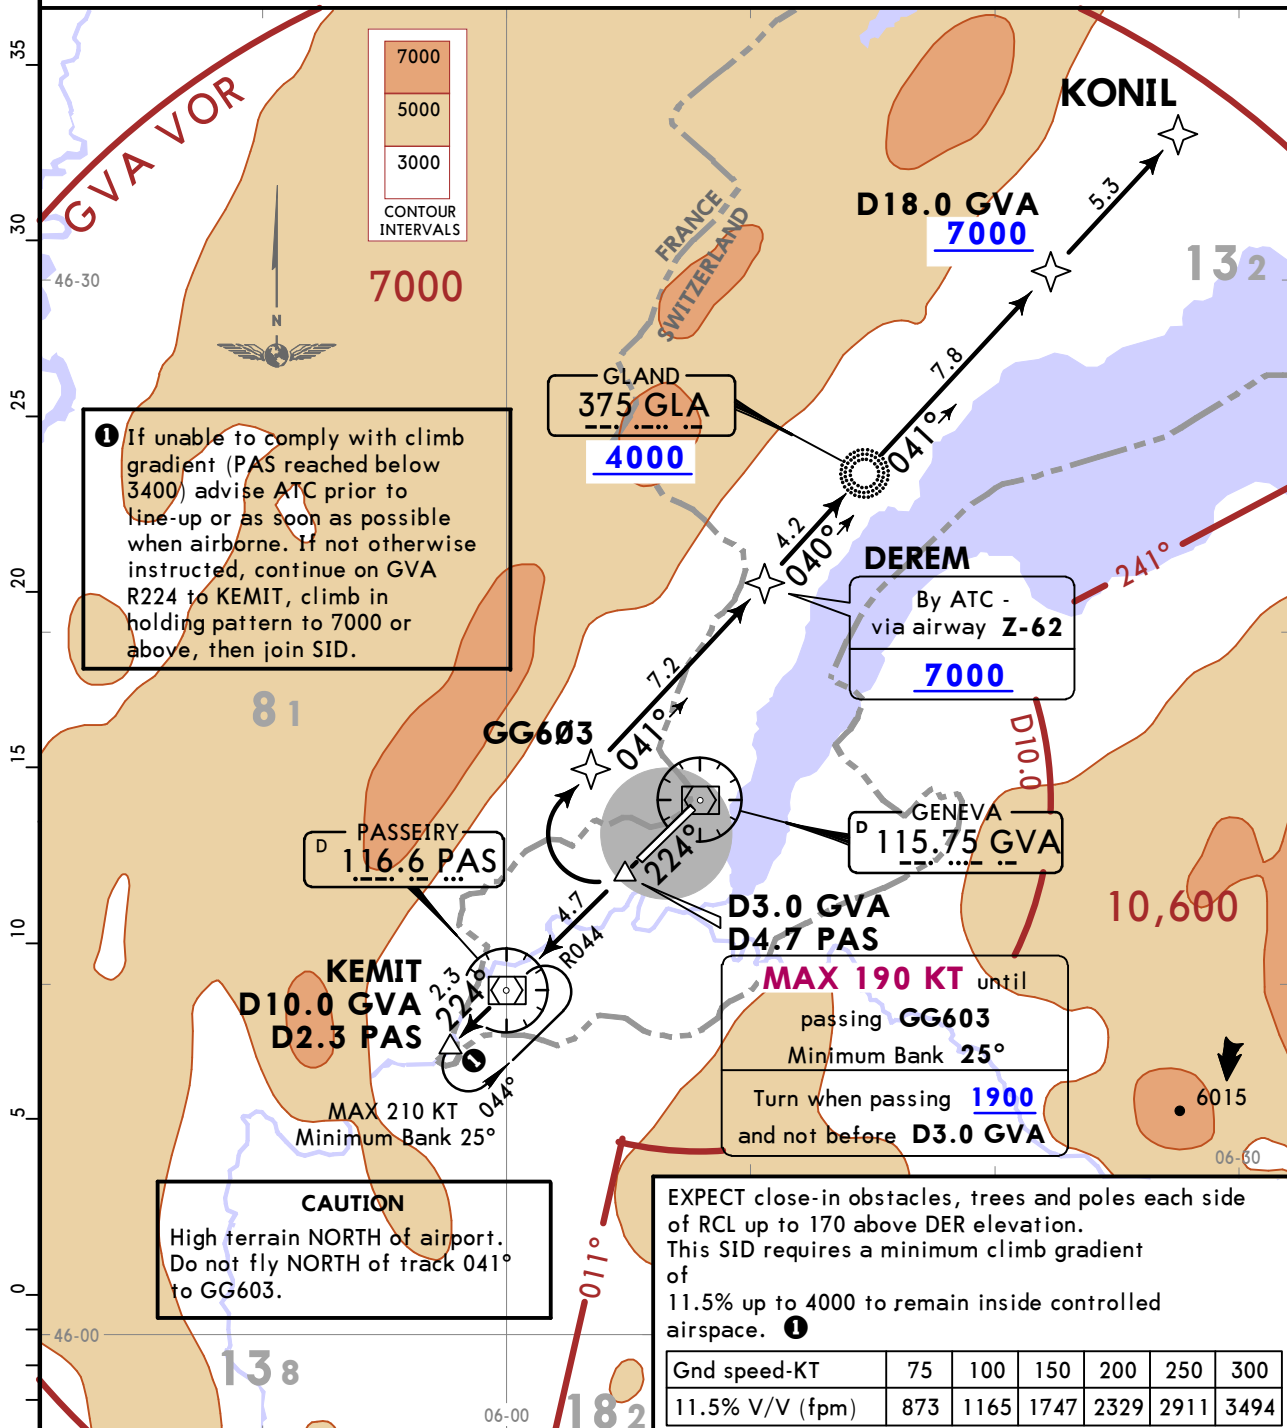 35
30
25
20
15
10
5
0
GVA VOR
7000
5000
3000
CONTOUR
INTERVALS
7000
46-30
N
FRANCE
SWITZERLAND
KONIL
5.3
D18.0 GVA
7000
13 2
7.8
041°
GLAND
375 GLA
4000
❶ If unable to comply with climb
gradient (PAS reached below
3400) advise ATC prior to
line-up or as soon as possible
when airborne. If not otherwise
instructed, continue on GVA
R224 to KEMIT, climb in
holding pattern to 7000 or
above, then join SID.
4.2
040°
DEREM
By ATC -
via airway Z-62
7000
241°
8 1
7.2
041°
GG6Ø3
D10.0
PASSEIRY
D 116.6 PAS
224°
GENEVA
D 115.75 GVA
4.7
R044
D3.0 GVA
D4.7 PAS
10,600
KEMIT
D10.0 GVA
D2.3 PAS
2.3
224°
❶
044°
MAX 210 KT
Minimum Bank 25°
MAX 190 KT until
passing GG603
Minimum Bank 25°
Turn when passing 1900
and not before D3.0 GVA
6015
06-30
CAUTION
High terrain NORTH of airport.
Do not fly NORTH of track 041°
to GG603.
011°
46-00
13 8
06-00
18 2
EXPECT close-in obstacles, trees and poles each side
of RCL up to 170 above DER elevation.
This SID requires a minimum climb gradient
of
11.5% up to 4000 to remain inside controlled
airspace. ❶
Gnd speed-KT 75 100 150 200 250 300
11.5% V/V (fpm) 873 1165 1747 2329 2911 3494